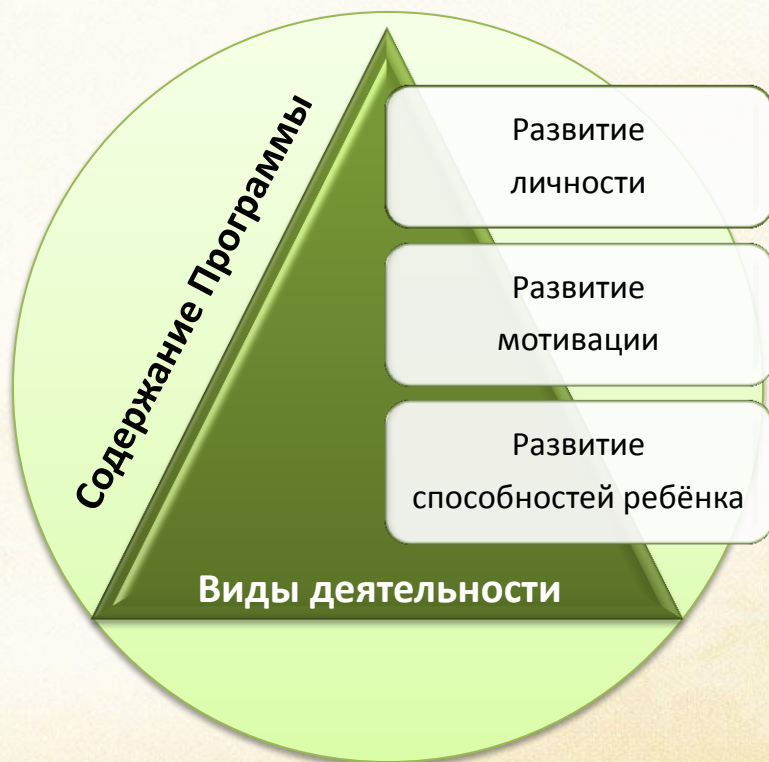 Содержание Программы
Развитие
личности
Развитие
мотивации
Развитие
способностей ребёнка
Виды деятельности